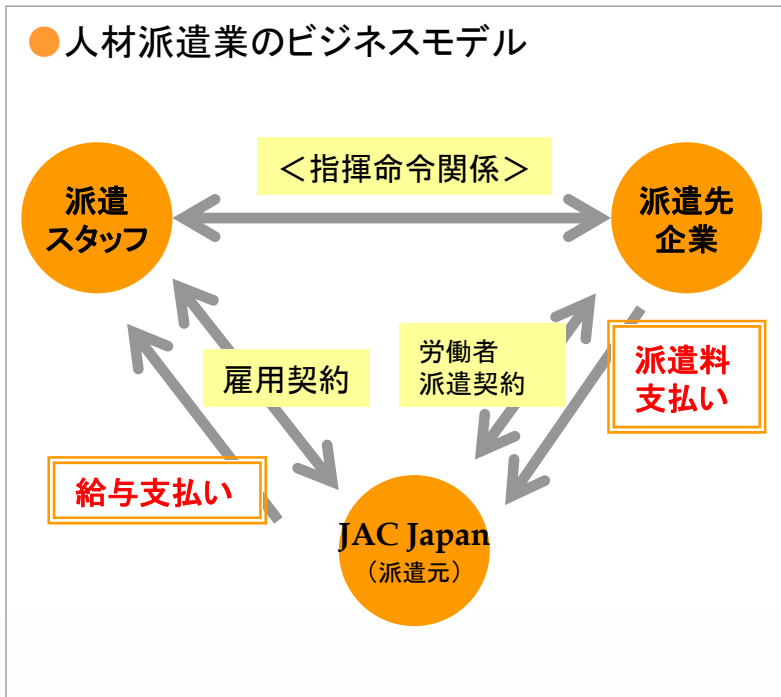 ●人材派遣業のビジネスモデル
＜指揮命令関係＞
派遣
スタッフ
派遣先
企業
雇用契約
労働者
派遣契約
派遣料
支払い
給与支払い
JAC Japan
（派遣元）